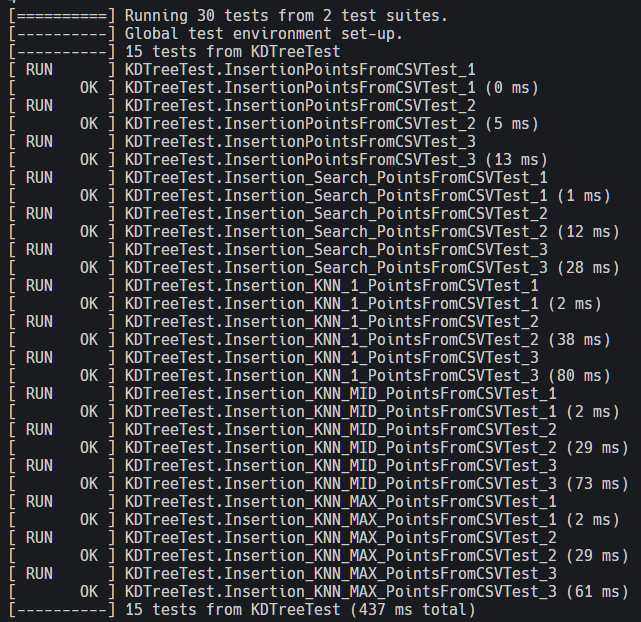 [==========] Running 30 tests from 2 test suites.
[----------] Global test environment set-up.
[----------] 15 tests from KDTreeTest
[ RUN      ] KDTreeTest.InsertionPointsFromCSVTest_1
[       OK ] KDTreeTest.InsertionPointsFromCSVTest_1 (0 ms)
[ RUN      ] KDTreeTest.InsertionPointsFromCSVTest_2
[       OK ] KDTreeTest.InsertionPointsFromCSVTest_2 (5 ms)
[ RUN      ] KDTreeTest.InsertionPointsFromCSVTest_3
[       OK ] KDTreeTest.InsertionPointsFromCSVTest_3 (13 ms)
[ RUN      ] KDTreeTest.Insertion_Search_PointsFromCSVTest_1
[       OK ] KDTreeTest.Insertion_Search_PointsFromCSVTest_1 (1 ms)
[ RUN      ] KDTreeTest.Insertion_Search_PointsFromCSVTest_2
[       OK ] KDTreeTest.Insertion_Search_PointsFromCSVTest_2 (12 ms)
[ RUN      ] KDTreeTest.Insertion_Search_PointsFromCSVTest_3
[       OK ] KDTreeTest.Insertion_Search_PointsFromCSVTest_3 (28 ms)
[ RUN      ] KDTreeTest.Insertion_KNN_1_PointsFromCSVTest_1
[       OK ] KDTreeTest.Insertion_KNN_1_PointsFromCSVTest_1 (2 ms)
[ RUN      ] KDTreeTest.Insertion_KNN_1_PointsFromCSVTest_2
[       OK ] KDTreeTest.Insertion_KNN_1_PointsFromCSVTest_2 (38 ms)
[ RUN      ] KDTreeTest.Insertion_KNN_1_PointsFromCSVTest_3
[       OK ] KDTreeTest.Insertion_KNN_1_PointsFromCSVTest_3 (80 ms)
[ RUN      ] KDTreeTest.Insertion_KNN_MID_PointsFromCSVTest_1
[       OK ] KDTreeTest.Insertion_KNN_MID_PointsFromCSVTest_1 (2 ms)
[ RUN      ] KDTreeTest.Insertion_KNN_MID_PointsFromCSVTest_2
[       OK ] KDTreeTest.Insertion_KNN_MID_PointsFromCSVTest_2 (29 ms)
[ RUN      ] KDTreeTest.Insertion_KNN_MID_PointsFromCSVTest_3
[       OK ] KDTreeTest.Insertion_KNN_MID_PointsFromCSVTest_3 (73 ms)
[ RUN      ] KDTreeTest.Insertion_KNN_MAX_PointsFromCSVTest_1
[       OK ] KDTreeTest.Insertion_KNN_MAX_PointsFromCSVTest_1 (2 ms)
[ RUN      ] KDTreeTest.Insertion_KNN_MAX_PointsFromCSVTest_2
[       OK ] KDTreeTest.Insertion_KNN_MAX_PointsFromCSVTest_2 (29 ms)
[ RUN      ] KDTreeTest.Insertion_KNN_MAX_PointsFromCSVTest_3
[       OK ] KDTreeTest.Insertion_KNN_MAX_PointsFromCSVTest_3 (61 ms)
[----------] 15 tests from KDTreeTest (437 ms total)